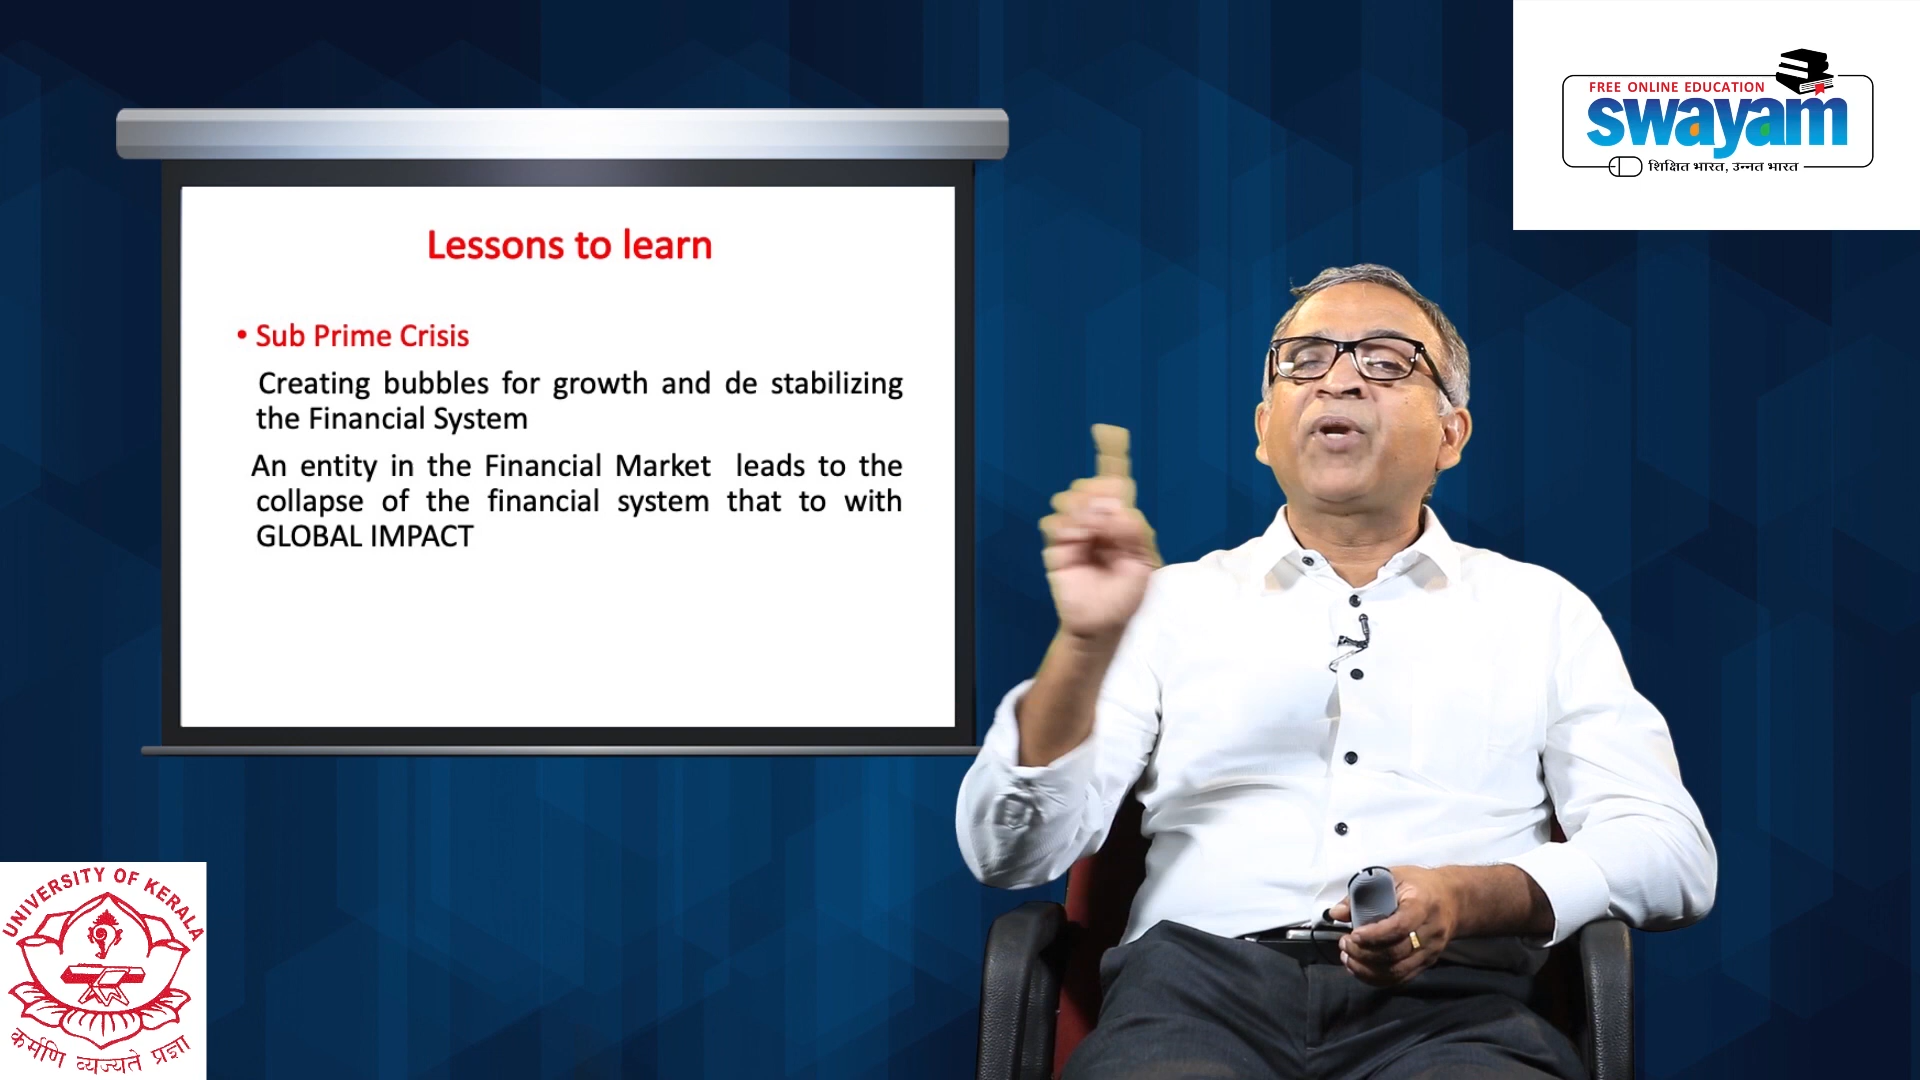 FREE ONLINE EDUCATION
swayam
शिक्षित भारत, उन्नत भारत
Lessons to learn
• Sub Prime Crisis
Creating bubbles for growth and de stabilizing
the Financial System
An entity in the Financial Market leads to the
collapse of the financial system that to with
GLOBAL IMPACT
UNIVERSITY OF KERALA
कर्मणि व्यज्यते प्रज्ञा